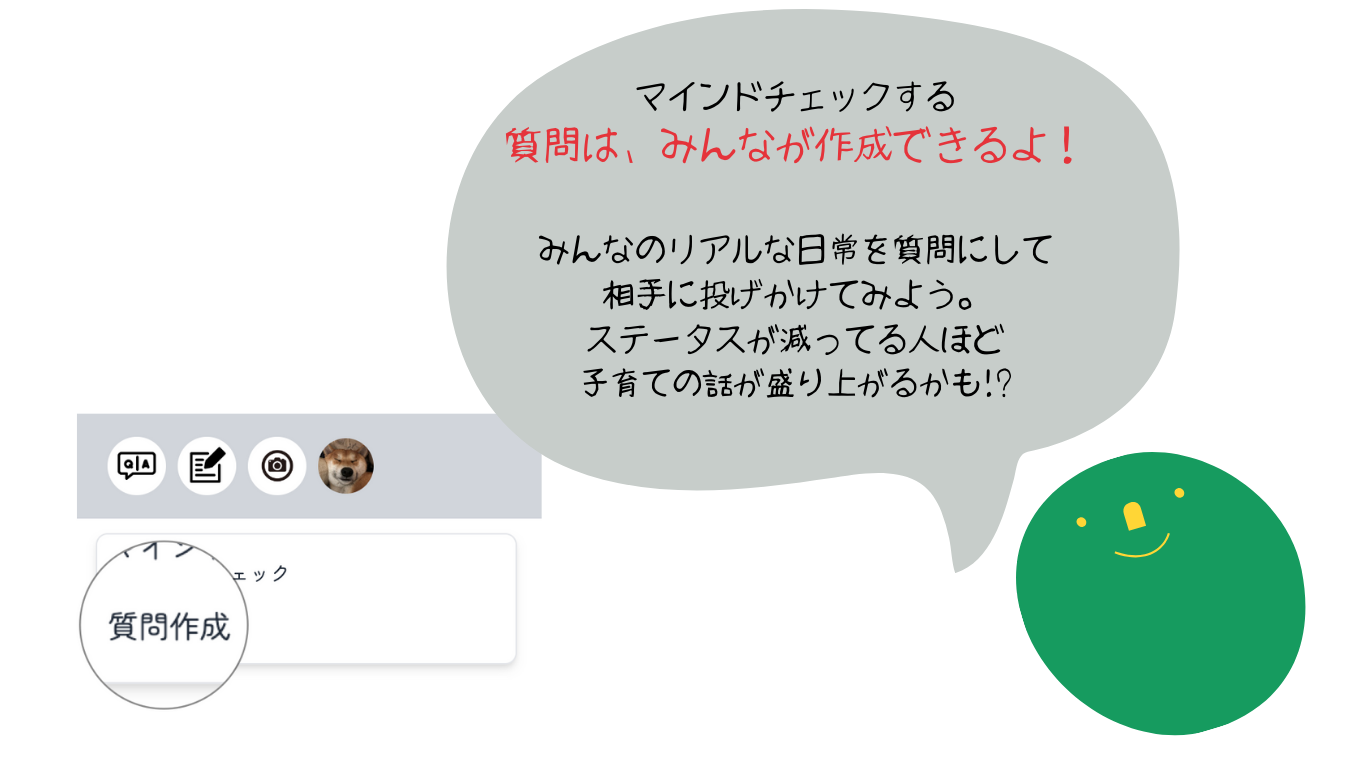 マインドチェックする
質問は、みんなが作成できるよ！
みんなのリアルな日常を質問にして
相手に投げかけてみよう。
ステータスが減ってる人ほど
子育ての話が盛り上がるかも!?
Q|A
マインド
ェック
質問作成